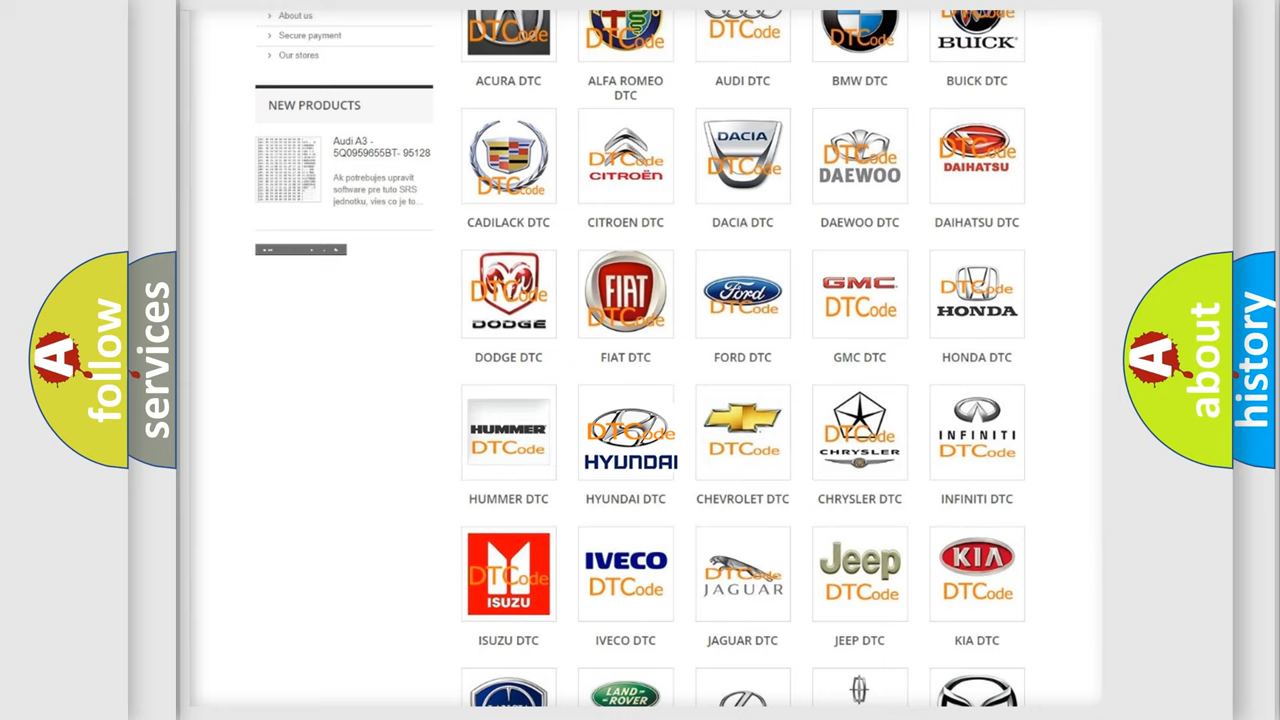 About us
Secure payment
Our stores
NEW PRODUCTS
Audi A3 -
5Q0959655BT- 95128
Ak potrebujes upravit
software pre tuto SRS
jednotku, vies co je to...
DTCode
DTCode
DTCode
DTCode
BUICK
ACURA DTC
ALFA ROMEO
DTC
AUDI DTC
BMW DTC
BUICK DTC
DTCode
DTCode
CITROËN
DACIA
DTCode
DTCode
DAEWOO
DTCode
DAIHATSU
CADILACK DTC
CITROEN DTC
DACIA DTC
DAEWOO DTC
DAIHATSU DTC
DTCode
DODGE
FIAT
DTCode
Ford
DTCode
GMC
DTCode
DTCode
HONDA
DODGE DTC
FIAT DTC
FORD DTC
GMC DTC
HONDA DTC
HUMMER
DTCode
DTCode
HYUNDAI
DTCode
DTCode
CHRYSLER
INFINITI
DTCode
HUMMER DTC
HYUNDAI DTC
CHEVROLET DTC
CHRYSLER DTC
INFINITI DTC
DTCode
ISUZU
IVECO
DTCode
DTCode
JAGUAR
Jeep
DTCode
KIA
DTCode
ISUZU DTC
IVECO DTC
JAGUAR DTC
JEEP DTC
KIA DTC
LAND-
ROVER
A
follow
services
A
about
history